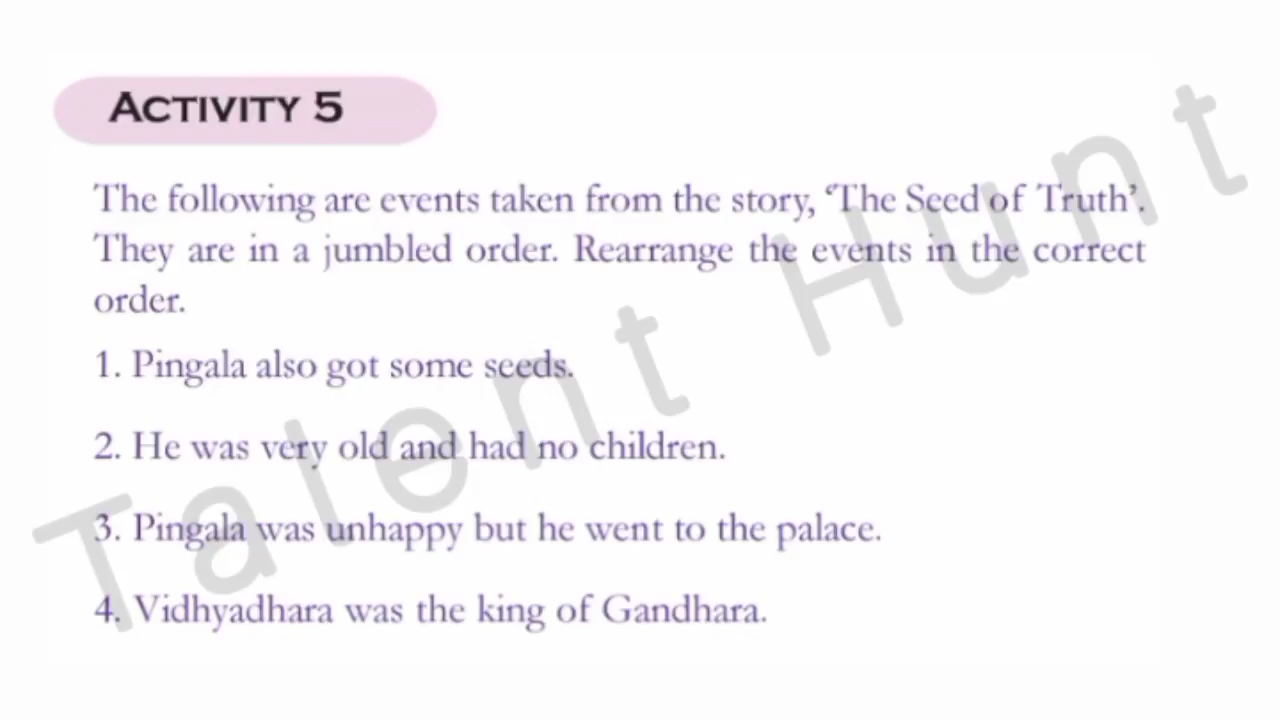 ACTIVITY 5
The following are events taken from the story, ‘The Seed of Truth’.
They are in a jumbled order. Rearrange the events in the correct
order.
1. Pingala also got some seeds.
2. He was very old and had no children.
3. Pingala was unhappy but he went to the palace.
4. Vidhyadhara was the king of Gandhara.
Talent Hunt